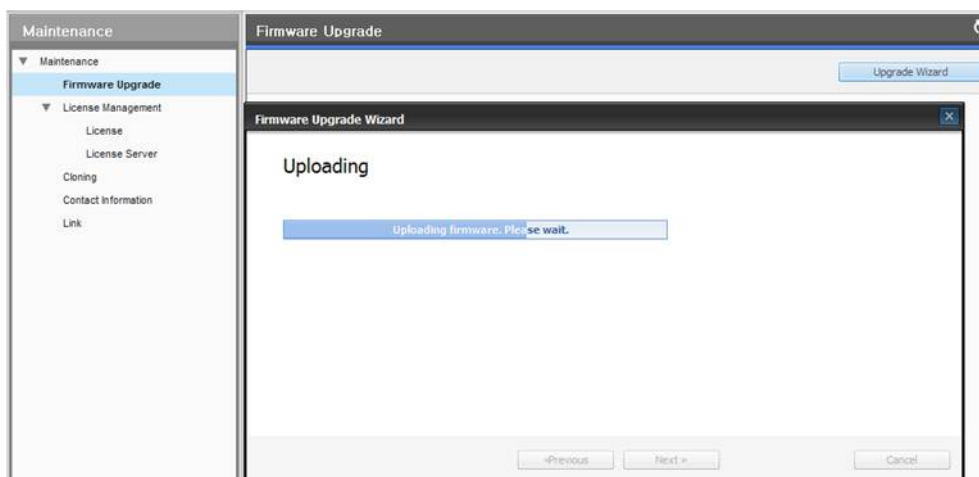 Maintenance
Firmware Upgrade
Maintenance
Firmware Upgrade
License Management
License
License Server
Cloning
Contact Information
Link
Upgrade Wizard
Firmware Upgrade Wizard
Uploading
Uploading firmware. Please wait.
<Previous
Next >
Cancel